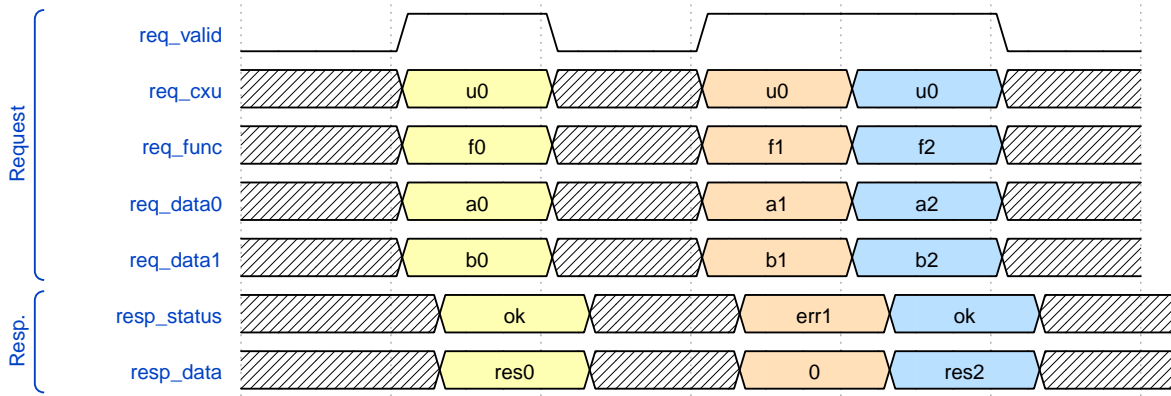 Request
req_valid
req_cxu u0 u0 u0
req_func f0 f1 f2
req_data0 a0 a1 a2
req_data1 b0 b1 b2
Resp.
resp_status ok err1 ok
resp_data res0 0 res2